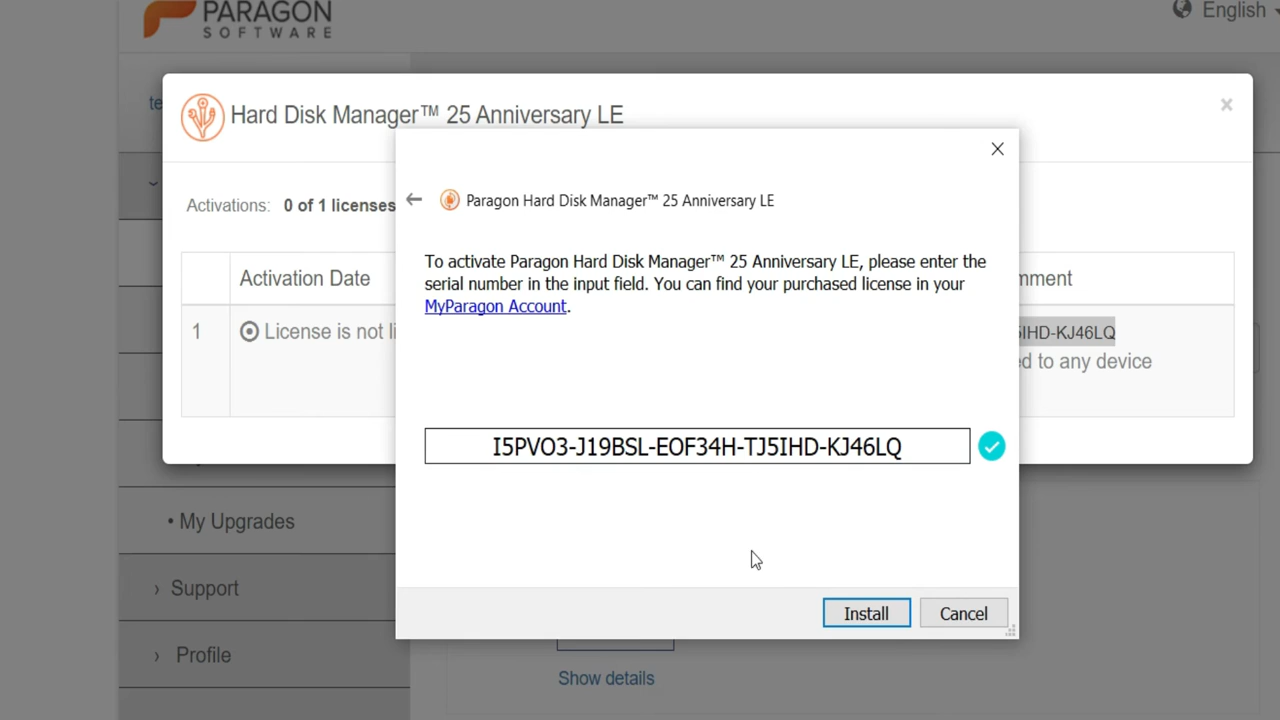 PARAGON
SOFTWARE
English
te
Hard Disk Manager™ 25 Anniversary LE
Activations: 0 of 1 licenses
Paragon Hard Disk Manager™ 25 Anniversary LE
To activate Paragon Hard Disk Manager™ 25 Anniversary LE, please enter the
serial number in the input field. You can find your purchased license in your
MyParagon Account.
Activation Date
mment
1
License is not li
5IHD-KJ46LQ
ed to any device
I5PVO3-J19BSL-EOF34H-TJ5IHD-KJ46LQ
• My Upgrades
› Support
› Profile
Install
Cancel
Show details